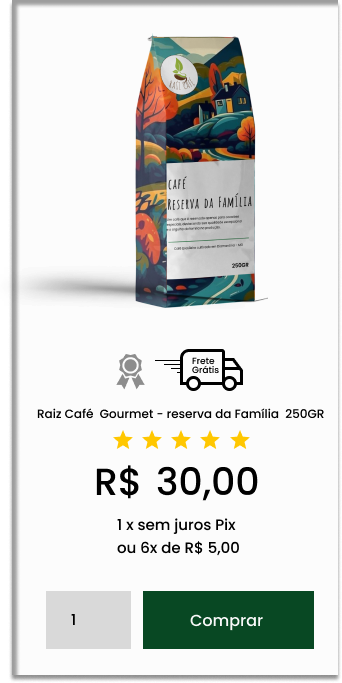 RAIZ CAFÉ
CAFÉ
Reserva da Família
250GR
Frete
Grátis
Raiz Café Gourmet - reserva da Família 250GR
R$ 30,00
1 x sem juros Pix
ou 6x de R$ 5,00
1
Comprar